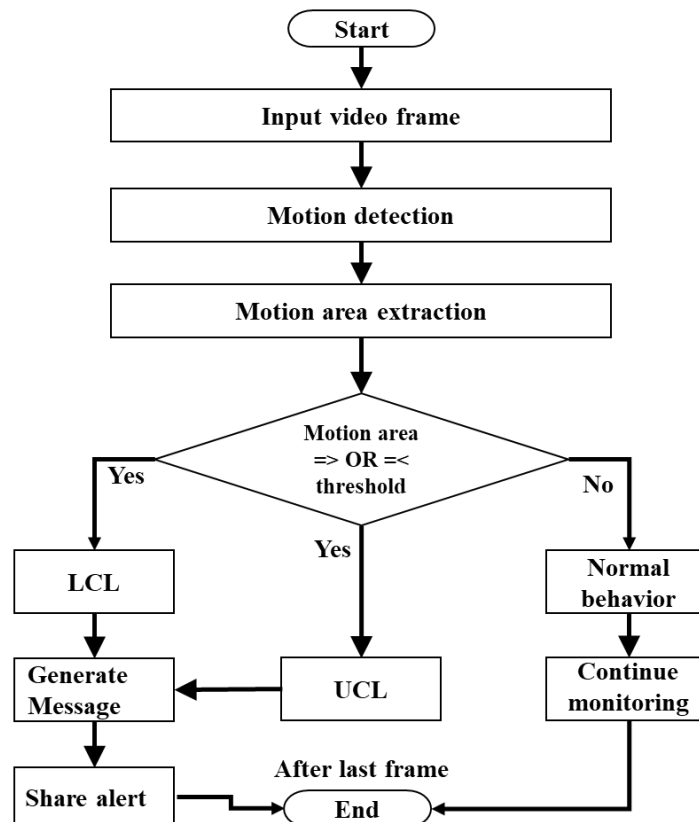 Start
Input video frame
Motion detection
Motion area extraction
Motion area
=> OR =<
threshold
Yes
No
Yes
LCL
Normal
behavior
Generate
Message
UCL
Continue
monitoring
After last frame
Share alert
End